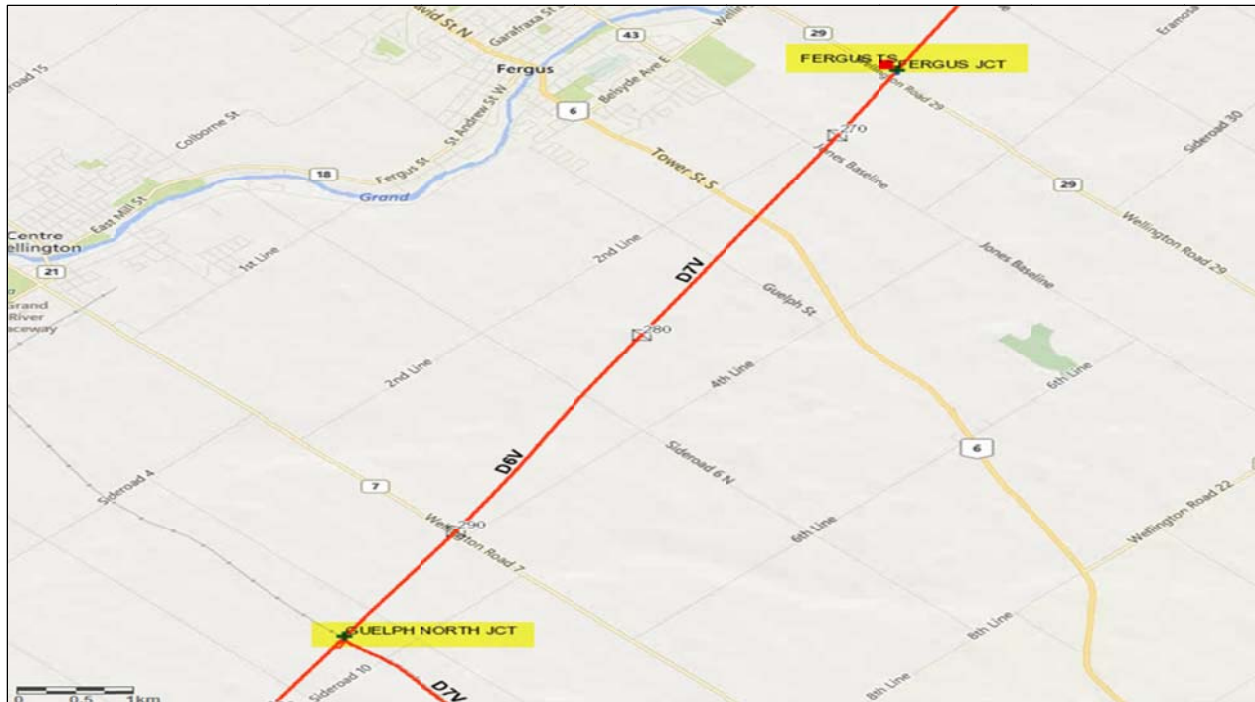 David St N
Garafraxa St
43
Wellington
29
Eramosa
Sideroad 15
Fergus
FERGUS TS
FERGUS JCT
Wellington Road 29
Belsyde Ave E
6
Colborne St
St Andrew St W
270
Sideroad 30
Jones Baseline
Tower St S
Fergus St
18
29
Grand
East Mill St
Wellington Road 29
Centre
Wellington
1st Line
2nd Line
D7V
Jones Baseline
21
Guelph St
Grand
River
Raceway
280
2nd Line
4th Line
6th Line
D6V
Sideroad 6 N
6
Sideroad 4
7
290
Wellington Road 7
6th Line
Wellington Road 22
GUELPH NORTH JCT
8th Line
Sideroad 10
D7V
8th Line
0 0.5 1km